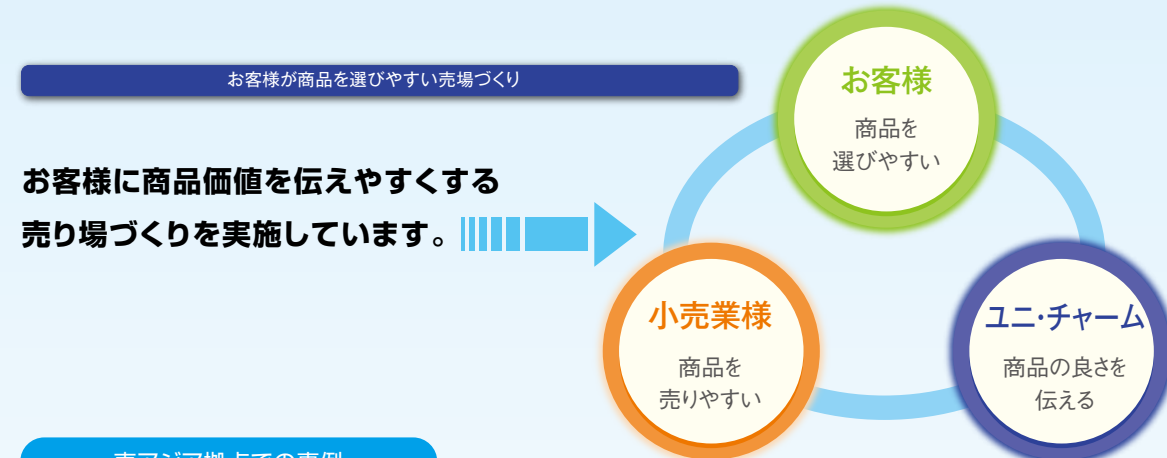 お客様が商品を選びやすい売場づくり
お客様に商品価値を伝えやすくする
売り場づくりを実施しています。
お客様
商品を
選びやすい
小売業様
商品を
売りやすい
ユニ・チャーム
商品の良さを
伝える